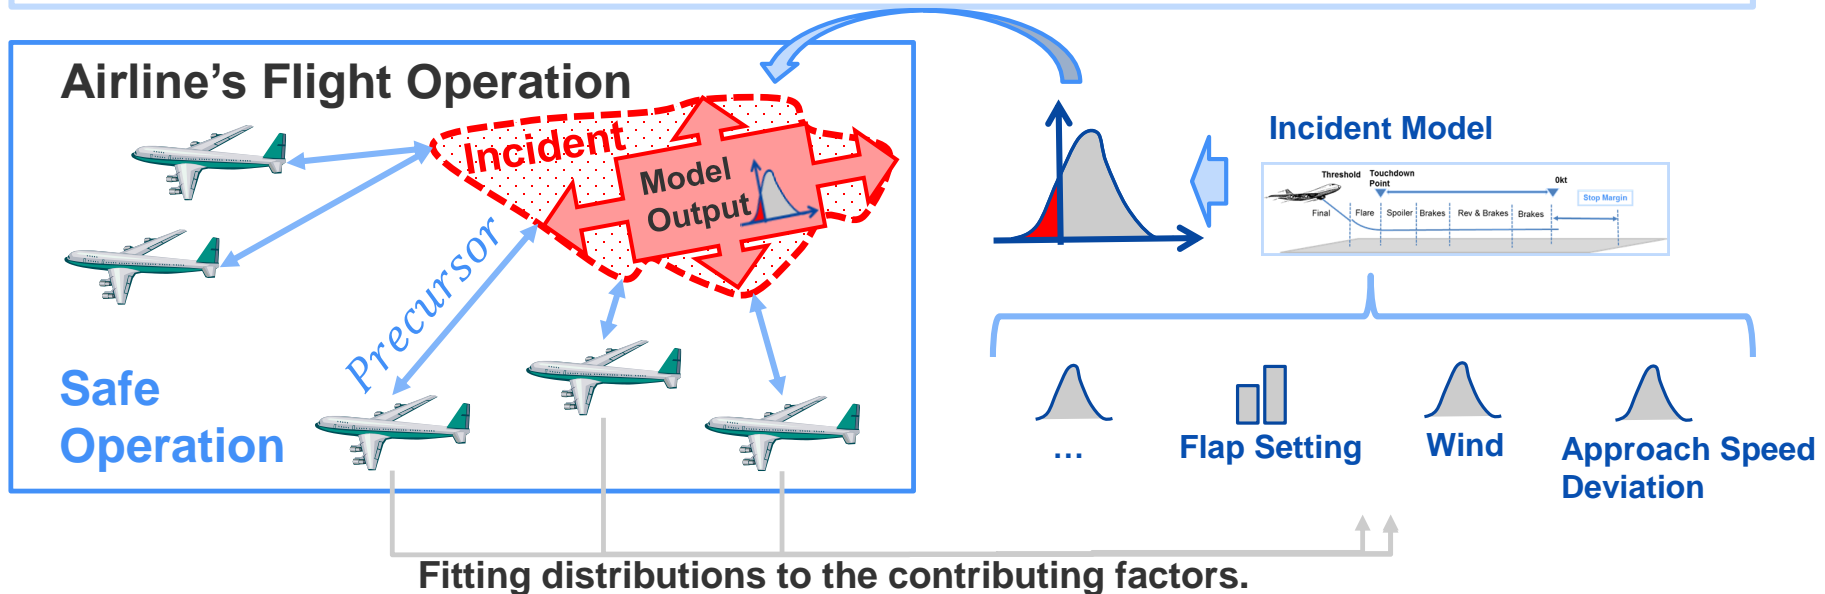 Airline’s Flight Operation
Incident
Model
Output
Precursor
Safe
Operation
Incident Model
Threshold
Touchdown
Point
0kt
Stop Margin
Final
Flare
Spoiler
Brakes
Rev & Brakes
Brakes
...
Flap Setting
Wind
Approach Speed
Deviation
Fitting distributions to the contributing factors.